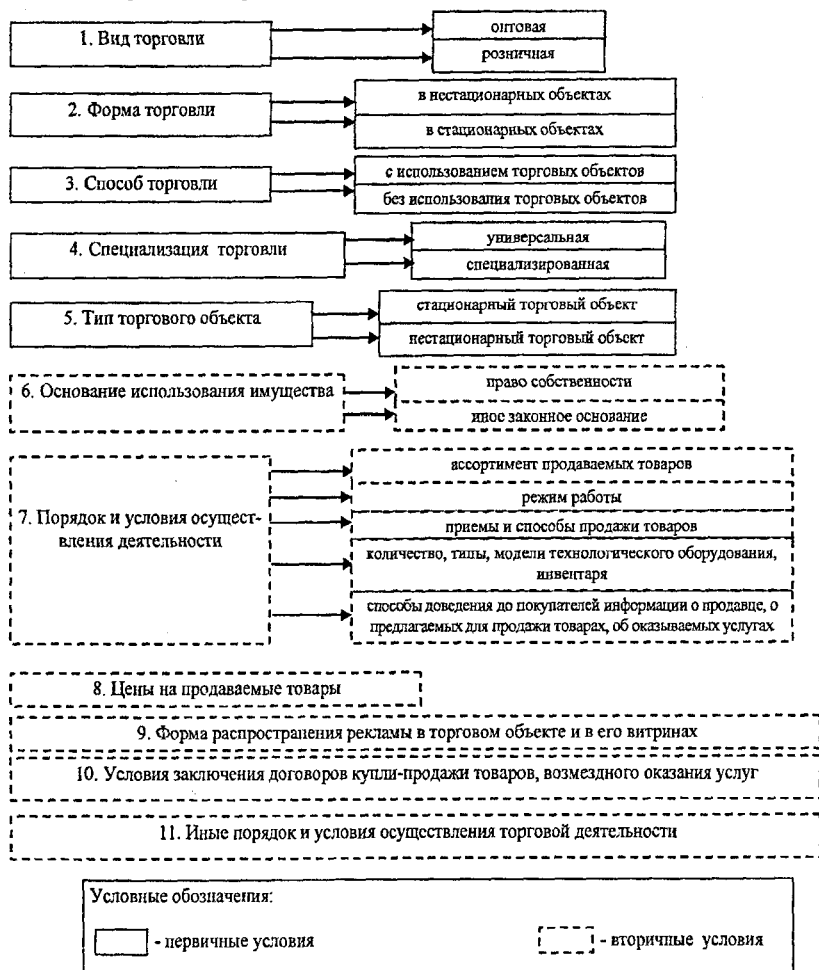 1. Вид торговли
оптовая
розничная
2. Форма торговли
в нестационарных объектах
в стационарных объектах
3. Способ торговли
с использованием торговых объектов
без использования торговых объектов
4. Специализация торговли
универсальная
специализированная
5. Тип торгового объекта
стационарный торговый объект
нестационарный торговый объект
6. Основание использования имущества
право собственности
иное законное основание
7. Порядок и условия осущест-
вления деятельности
ассортимент продаваемых товаров
режим работы
приемы и способы продажи товаров
количество, типы, модели технологического оборудования,
инвентаря
способы доведения до покупателей информации о продавце, о
предлагаемых для продажи товарах, об оказываемых услугах
8. Цены на продаваемые товары
9. Форма распространения рекламы в торговом объекте и в его витринах
10. Условия заключения договоров купли-продажи товаров, возмездного оказания услуг
11. Иные порядок и условия осуществления торговой деятельности
Условные обозначения:
- первичные условия
- вторичные условия